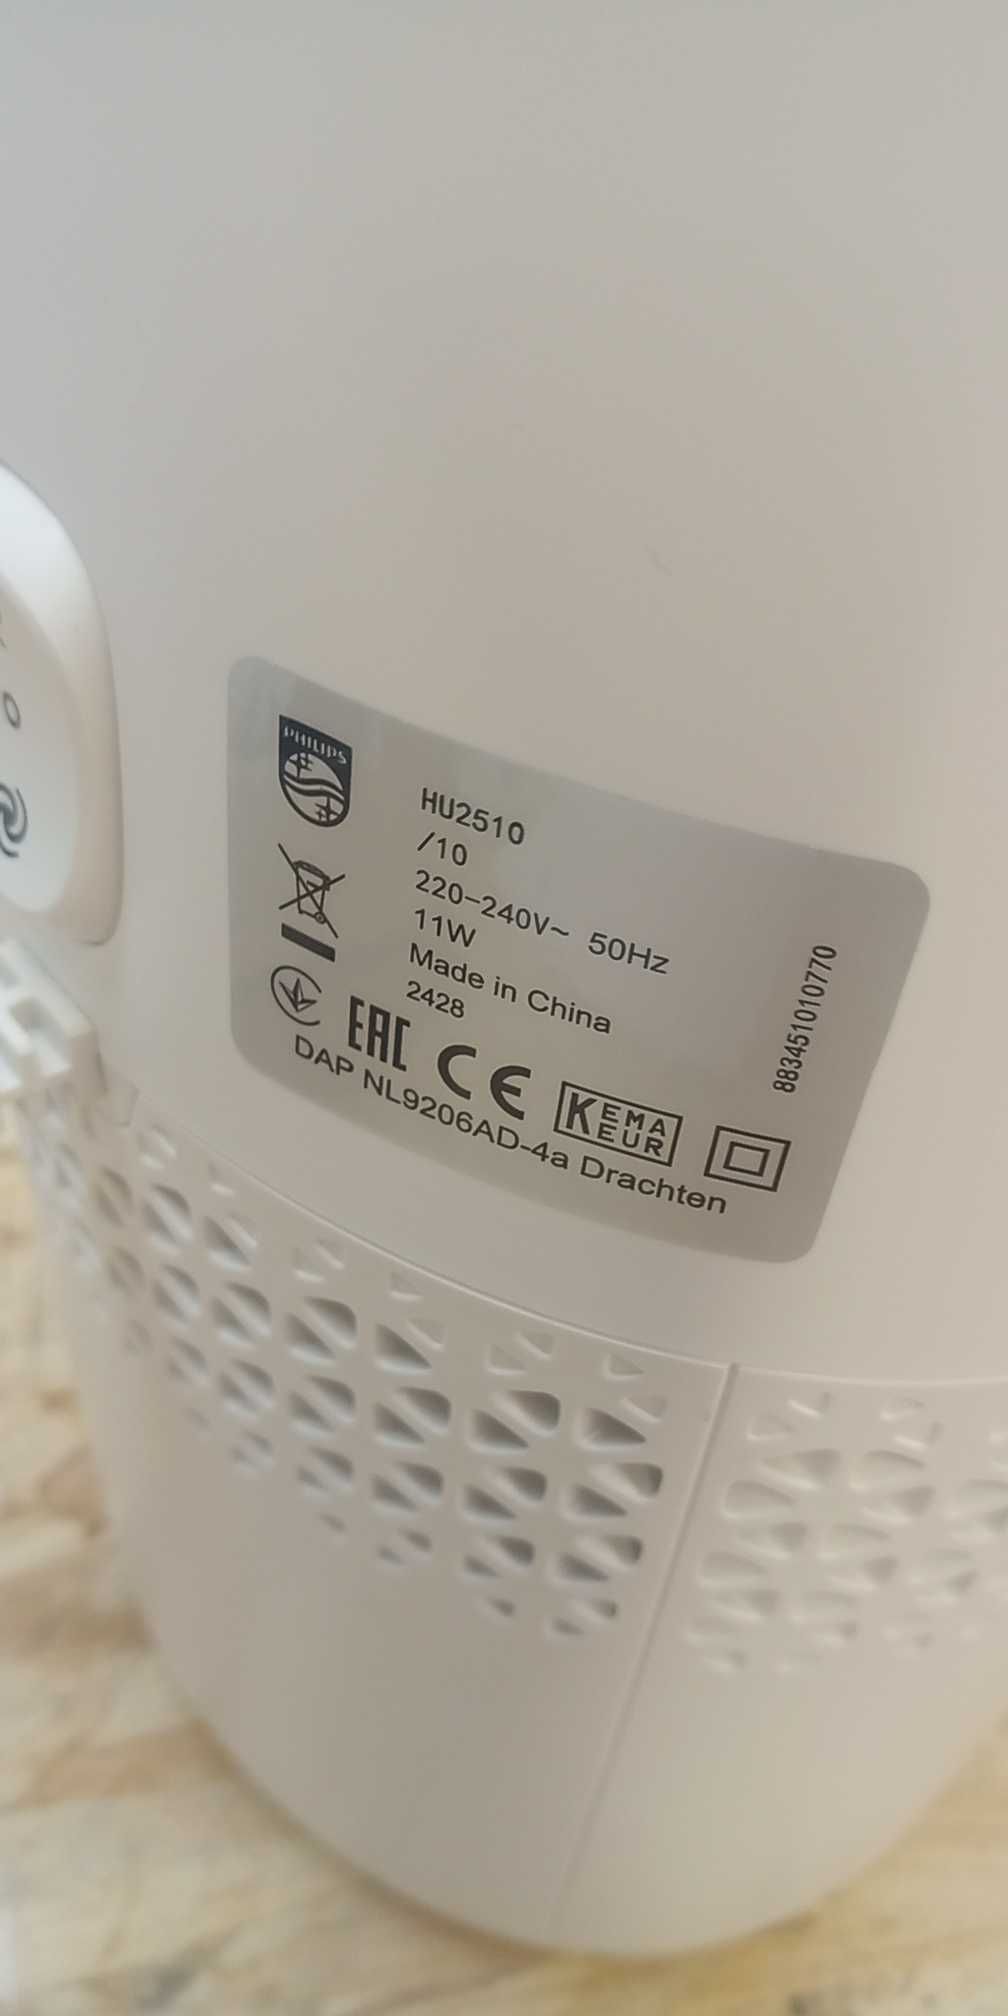 PHILIPS
HU2510
/10
220-240V~ 50Hz
11W
Made in China
2428
EAC CE KEMA EUR
DAP NL9206AD-4a Drachten
883451010770